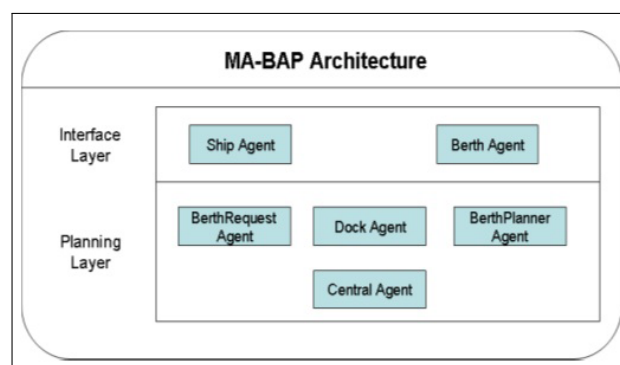 MA-BAP Architecture
Interface
Layer
Ship Agent
Berth Agent
Planning
Layer
BerthRequest
Agent
Dock Agent
BerthPlanner
Agent
Central Agent